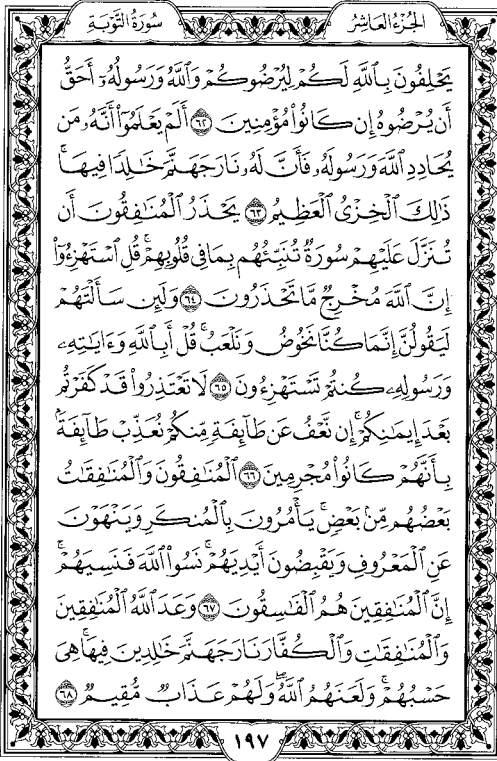 الجزء العاشر
سورة التوبة
يَحْلِفُونَ بِٱللَّهِ لَكُمْ لِيُرْضُوكُمْ وَٱللَّهُ وَرَسُولُهُۥٓ أَحَقُّ
أَن يُرْضُوهُ إِن كَانُوا۟ مُؤْمِنِينَ ٦٢ أَلَمْ يَعْلَمُوٓا۟ أَنَّهُۥ مَن
يُحَادِدِ ٱللَّهَ وَرَسُولَهُۥ فَأَنَّ لَهُۥ نَارَ جَهَنَّمَ خَٰلِدًا فِيهَا ۚ
ذَٰلِكَ ٱلْخِزْىُ ٱلْعَظِيمُ ٦٣ يَحْذَرُ ٱلْمُنَٰفِقُونَ أَن
تُنَزَّلَ عَلَيْهِمْ سُورَةٌ تُنَبِّئُهُم بِمَا فِى قُلُوبِهِمْ ۚ قُلِ ٱسْتَهْزِءُوٓا۟
إِنَّ ٱللَّهَ مُخْرِجٌ مَّا تَحْذَرُونَ ٦٤ وَلَئِن سَأَلْتَهُمْ
لَيَقُولُنَّ إِنَّمَا كُنَّا نَخُوضُ وَنَلْعَبُ ۚ قُلْ أَبِٱللَّهِ وَءَايَٰتِهِۦ
وَرَسُولِهِۦ كُنتُمْ تَسْتَهْزِءُونَ ٦٥ لَا تَعْتَذِرُوا۟ قَدْ كَفَرْتُم
بَعْدَ إِيمَٰنِكُمْ ۚ إِن نَّعْفُ عَن طَآئِفَةٍ مِّنكُمْ نُعَذِّبْ طَآئِفَةًۢ
بِأَنَّهُمْ كَانُوا۟ مُجْرِمِينَ ٦٦ ٱلْمُنَٰفِقُونَ وَٱلْمُنَٰفِقَٰتُ
بَعْضُهُم مِّنۢ بَعْضٍ ۚ يَأْمُرُونَ بِٱلْمُنكَرِ وَيَنْهَوْنَ
عَنِ ٱلْمَعْرُوفِ وَيَقْبِضُونَ أَيْدِيَهُمْ ۚ نَسُوا۟ ٱللَّهَ فَنَسِيَهُمْ ۗ
إِنَّ ٱلْمُنَٰفِقِينَ هُمُ ٱلْفَٰسِقُونَ ٦٧ وَعَدَ ٱللَّهُ ٱلْمُنَٰفِقِينَ
وَٱلْمُنَٰفِقَٰتِ وَٱلْكُفَّارَ نَارَ جَهَنَّمَ خَٰلِدِينَ فِيهَا ۚ هِىَ
حَسْبُهُمْ ۚ وَلَعَنَهُمُ ٱللَّهُ ۖ وَلَهُمْ عَذَابٌ مُّقِيمٌ ٦٨
١٩٧